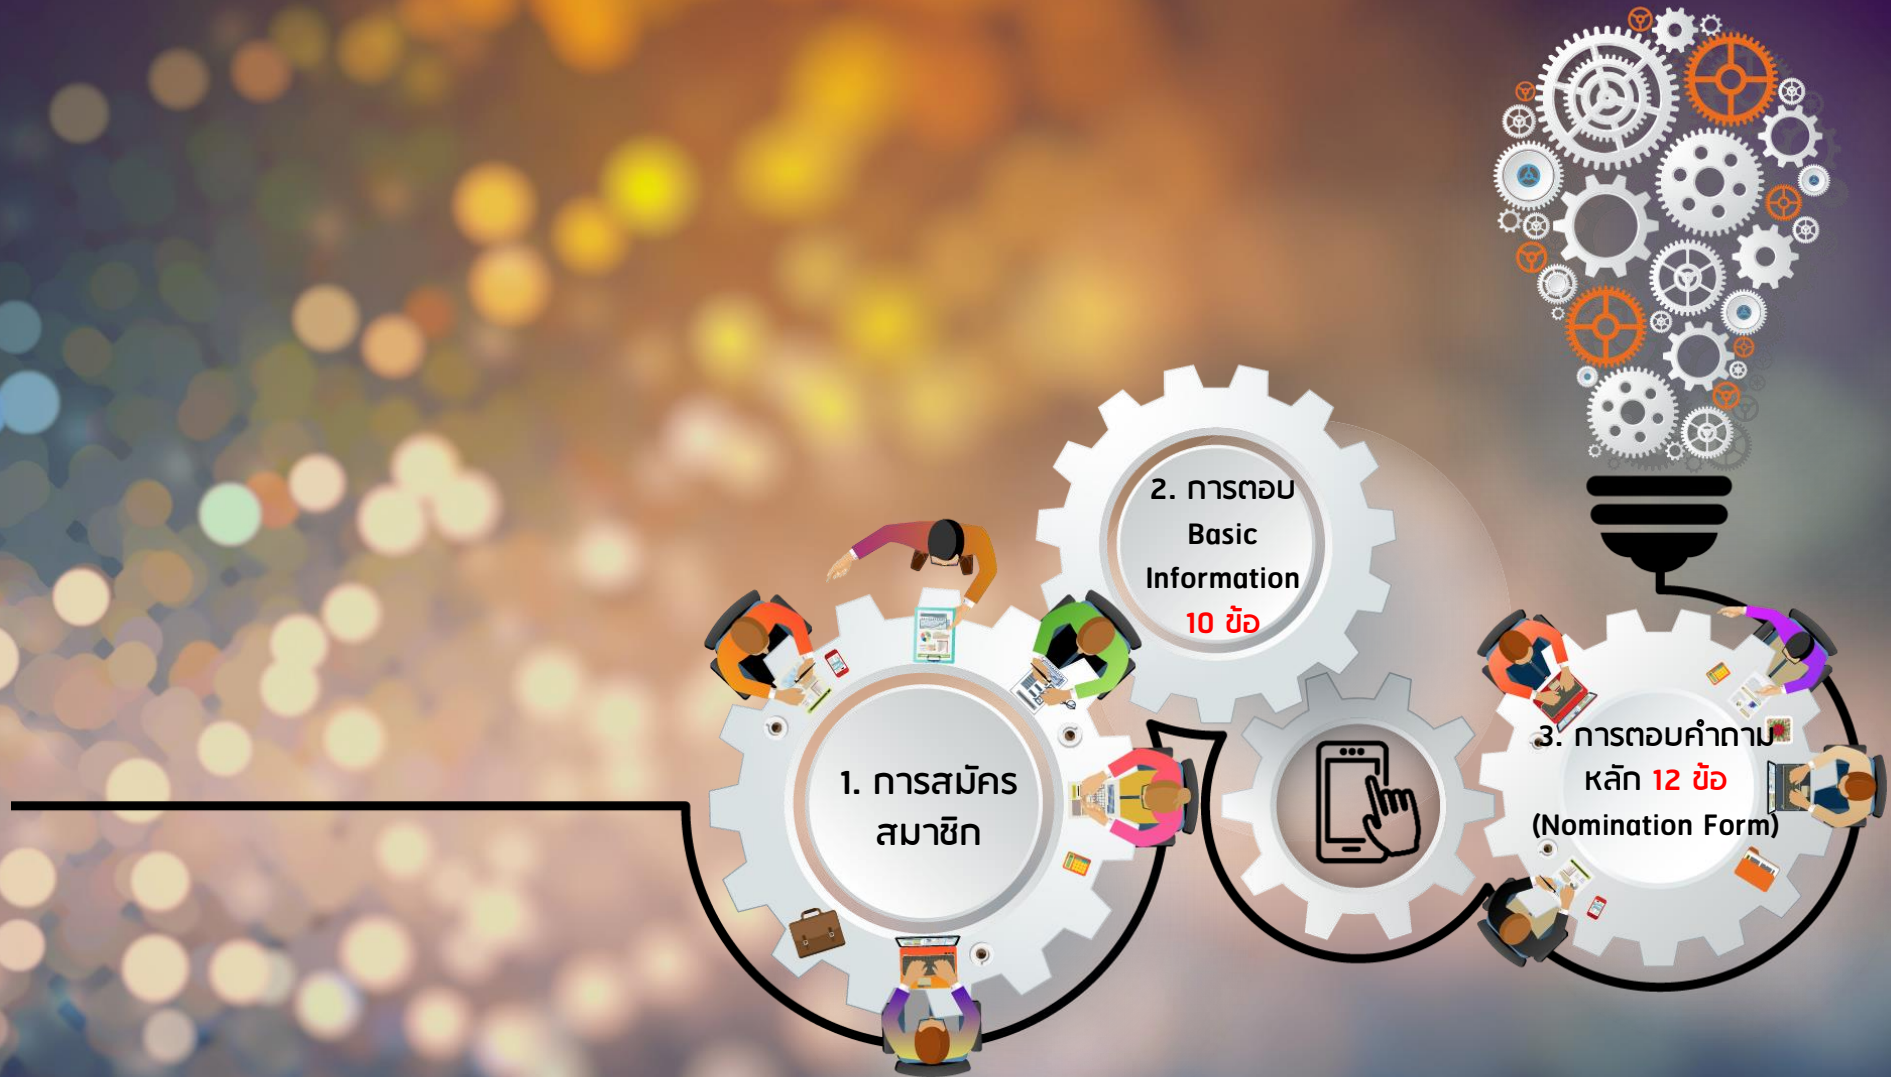 1. การสมัคร
สมาชิก
2. การตอบ
Basic
Information
10 ข้อ
3. การตอบคำถาม
หลัก 12 ข้อ
(Nomination Form)